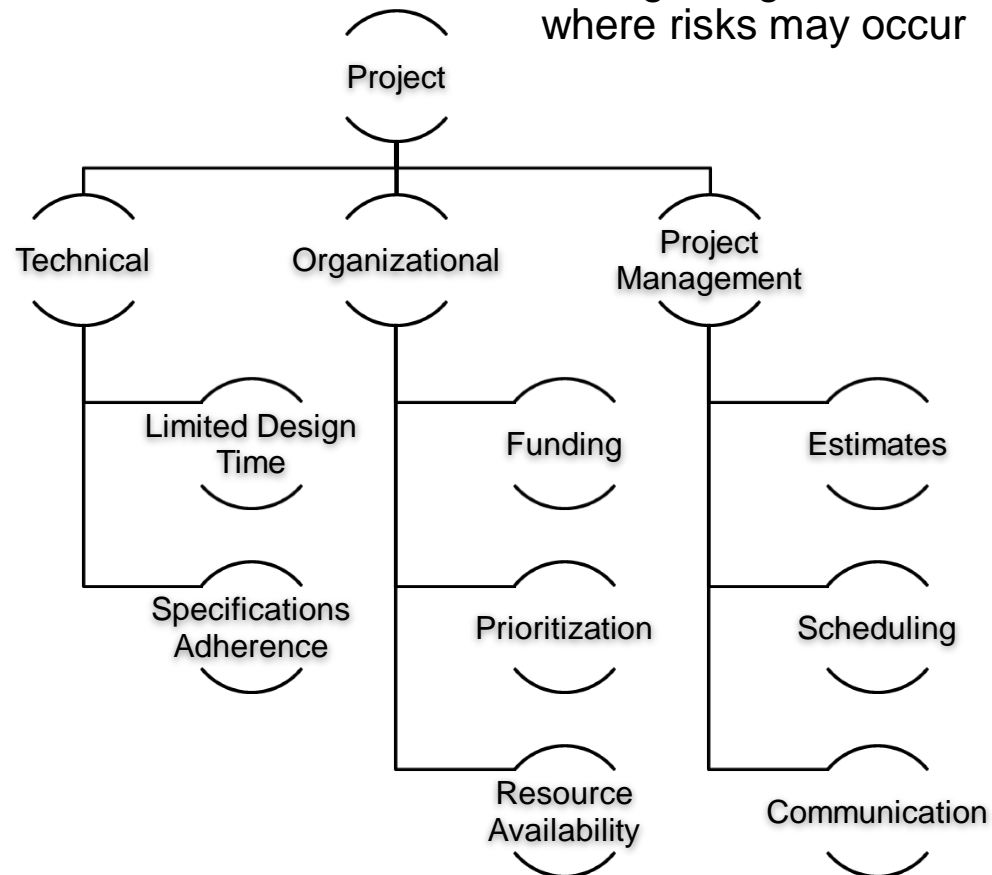 where risks may occur
Project
Technical
Organizational
Project
Management
Limited Design
Time
Funding
Estimates
Specifications
Adherence
Prioritization
Scheduling
Resource
Availability
Communication